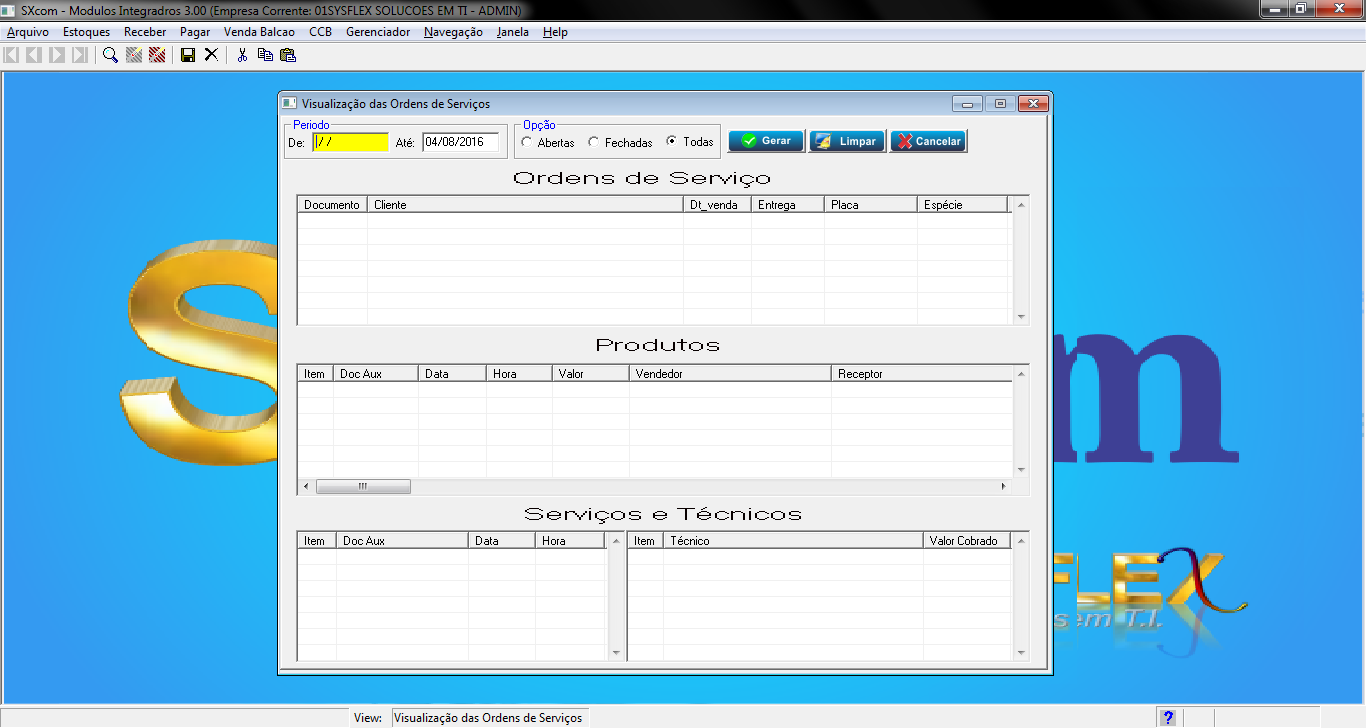 SXcom - Modulos Integradros 3.00 (Empresa Corrente: 01SYSFLEX SOLUCOES EM TI - ADMIN)
Arquivo Estoques Receber Pagar Venda Balcao CCB Gerenciador Navegação Janela Help
Visualização das Ordens de Serviços
Periodo Opção
De: / / Até: 04/08/2016 Abertas Fechadas Todas Gerar Limpar Cancelar
Ordens de Serviço
Documento Cliente Dt_venda Entrega Placa Espécie
Produtos
Item Doc Aux Data Hora Valor Vendedor Receptor
Serviços e Técnicos
Item Doc Aux Data Hora Item Técnico Valor Cobrado
S m
FLEX
sem T.I.
View: Visualização das Ordens de Serviços ?